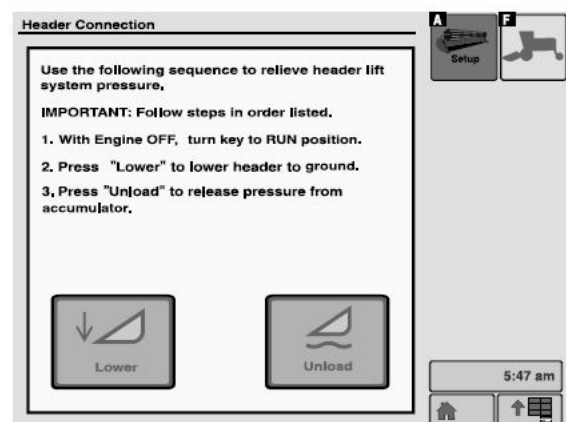 Header Connection
A
F
Setup
Use the following sequence to relieve header lift
system pressure.
IMPORTANT: Follow steps in order listed.
1. With Engine OFF, turn key to RUN position.
2. Press "Lower" to lower header to ground.
3. Press "Unload" to release pressure from
accumulator.
Lower
Unload
5:47 am